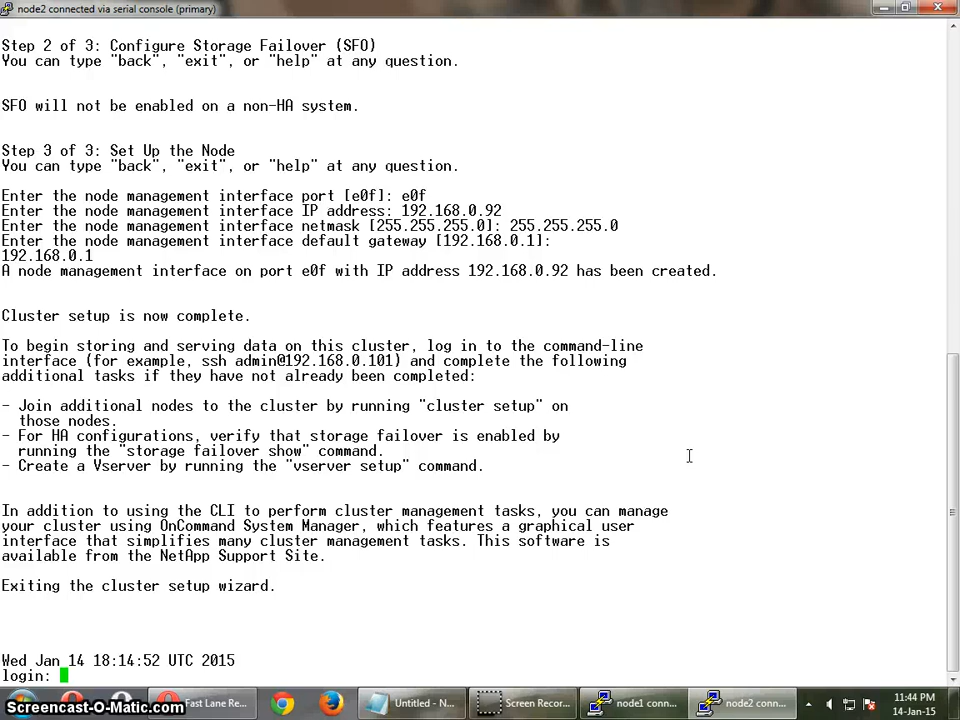 node2 connected via serial console (primary)
Step 2 of 3: Configure Storage Failover (SFO)
You can type "back", "exit", or "help" at any question.
SFO will not be enabled on a non-HA system.
Step 3 of 3: Set Up the Node
You can type "back", "exit", or "help" at any question.
Enter the node management interface port [e0f]: e0f
Enter the node management interface IP address: 192.168.0.92
Enter the node management interface netmask [255.255.255.0]: 255.255.255.0
Enter the node management interface default gateway [192.168.0.1]:
192.168.0.1
A node management interface on port e0f with IP address 192.168.0.92 has been created.
Cluster setup is now complete.
To begin storing and serving data on this cluster, log in to the command-line
interface (for example, ssh admin@192.168.0.101) and complete the following
additional tasks if they have not already been completed:
- Join additional nodes to the cluster by running "cluster setup" on
those nodes.
- For HA configurations, verify that storage failover is enabled by
running the "storage failover show" command.
- Create a Vserver by running the "vserver setup" command.
In addition to using the CLI to perform cluster management tasks, you can manage
your cluster using OnCommand System Manager, which features a graphical user
interface that simplifies many cluster management tasks. This software is
available from the NetApp Support Site.
Exiting the cluster setup wizard.
Wed Jan 14 18:14:52 UTC 2015
login:
Fast Lane Re...
Untitled - N...
Screen Recor...
node1 conn...
node2 conn...
11:44 PM
14-Jan-15
Screencast-O-Matic.com